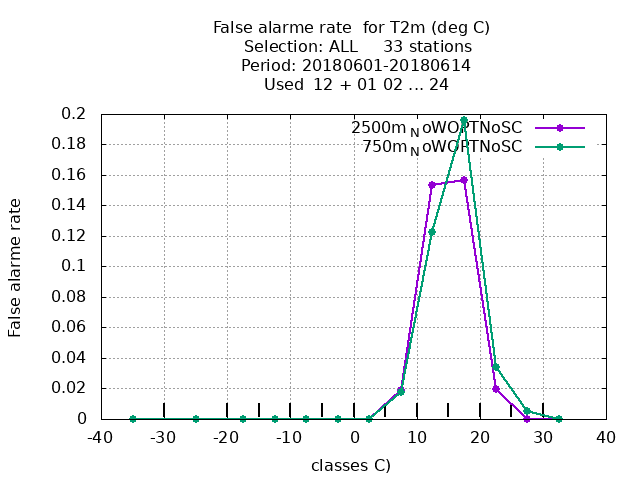 False alarme rate  for T2m (deg C)
Selection: ALL     33 stations
Period: 20180601-20180614
Used  12 + 01 02 ... 24
2500m_NoWOPTNoSC
750m_NoWOPTNoSC
False alarme rate
0.2
0.18
0.16
0.14
0.12
0.1
0.08
0.06
0.04
0.02
0
-40 -30 -20 -10 0 10 20 30 40
classes C)